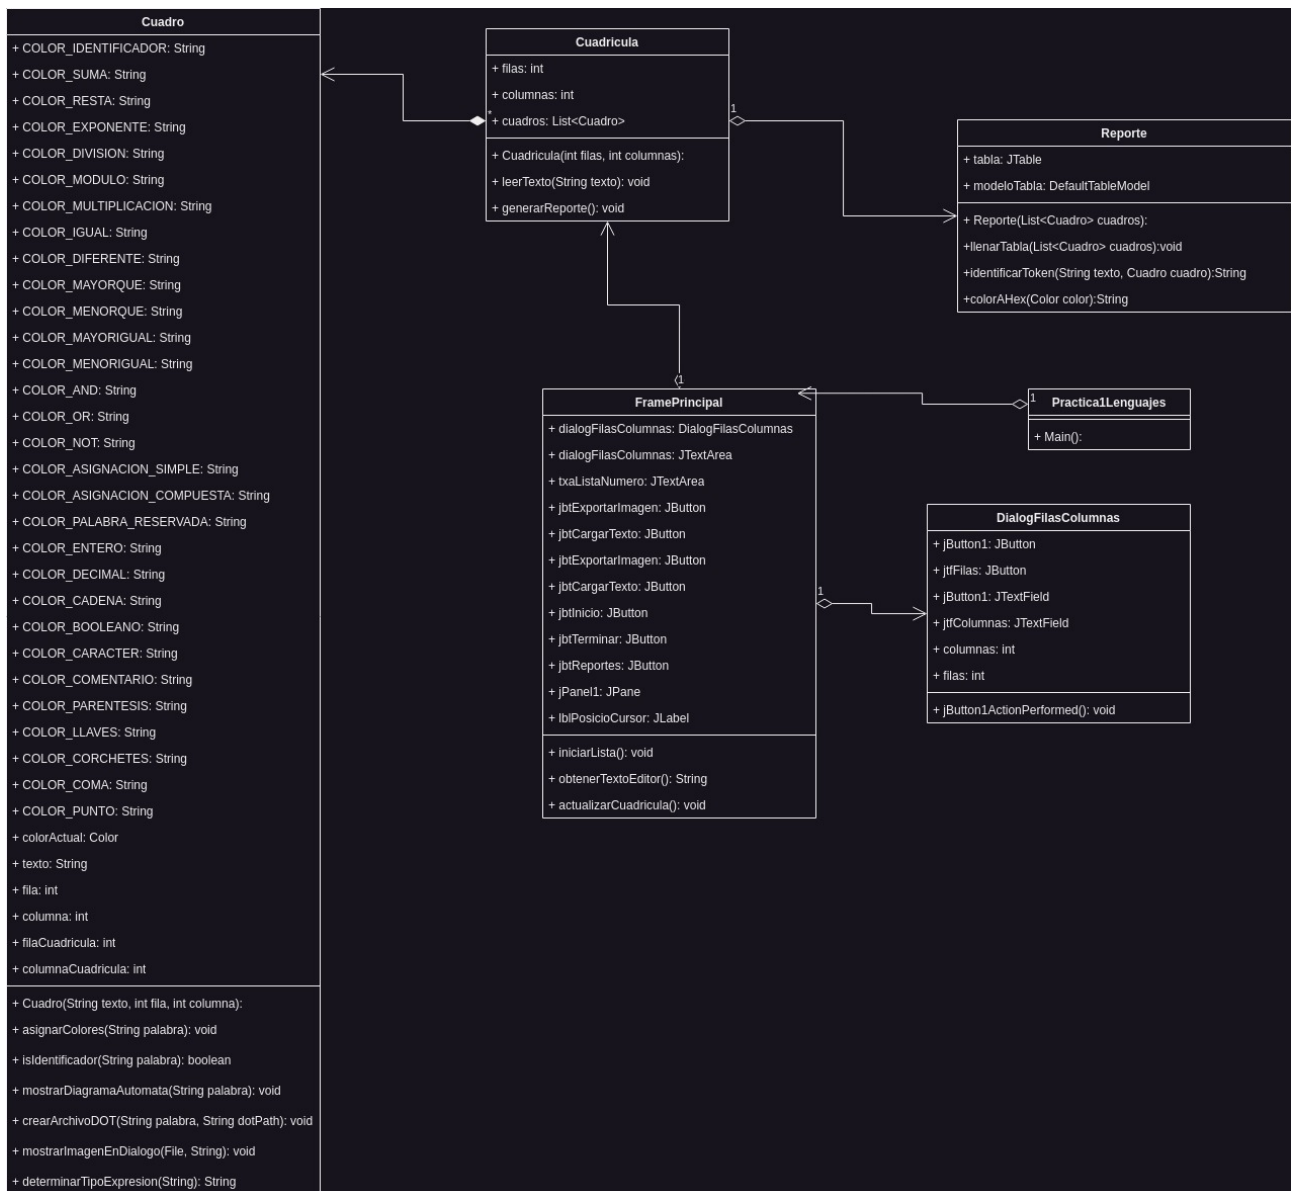 Cuadro
+ COLOR_IDENTIFICADOR: String
+ COLOR_SUMA: String
+ COLOR_RESTA: String
+ COLOR_EXPONENTE: String
+ COLOR_DIVISION: String
+ COLOR_MODULO: String
+ COLOR_MULTIPLICACION: String
+ COLOR_IGUAL: String
+ COLOR_DIFERENTE: String
+ COLOR_MAYORQUE: String
+ COLOR_MENORQUE: String
+ COLOR_MAYORIGUAL: String
+ COLOR_MENORIGUAL: String
+ COLOR_AND: String
+ COLOR_OR: String
+ COLOR_NOT: String
+ COLOR_ASIGNACION_SIMPLE: String
+ COLOR_ASIGNACION_COMPUESTA: String
+ COLOR_PALABRA_RESERVADA: String
+ COLOR_ENTERO: String
+ COLOR_DECIMAL: String
+ COLOR_CADENA: String
+ COLOR_BOOLEANO: String
+ COLOR_CARACTER: String
+ COLOR_COMENTARIO: String
+ COLOR_PARENTESIS: String
+ COLOR_LLAVES: String
+ COLOR_CORCHETES: String
+ COLOR_COMA: String
+ COLOR_PUNTO: String
+ colorActual: Color
+ texto: String
+ fila: int
+ columna: int
+ filaCuadricula: int
+ columnaCuadricula: int
+ Cuadro(String texto, int fila, int columna):
+ asignarColores(String palabra): void
+ isIdentificador(String palabra): boolean
+ mostrarDiagramaAutomata(String palabra): void
+ crearArchivoDOT(String palabra, String dotPath): void
+ mostrarImagenEnDialogo(File, String): void
+ determinarTipoExpresion(String): String
Cuadricula
+ filas: int
+ columnas: int
*
+ cuadros: List<Cuadro>
+ Cuadricula(int filas, int columnas):
+ leerTexto(String texto): void
+ generarReporte(): void
1
Reporte
+ tabla: JTable
+ modeloTabla: DefaultTableModel
+ Reporte(List<Cuadro> cuadros):
+llenarTabla(List<Cuadro> cuadros):void
+identificarToken(String texto, Cuadro cuadro):String
+colorAHex(Color color):String
1
FramePrincipal
+ dialogFilasColumnas: DialogFilasColumnas
+ dialogFilasColumnas: JTextArea
+ txaListaNumero: JTextArea
+ jbtExportarImagen: JButton
+ jbtCargarTexto: JButton
+ jbtExportarImagen: JButton
+ jbtCargarTexto: JButton
+ jbtInicio: JButton
+ jbtTerminar: JButton
+ jbtReportes: JButton
+ jPanel1: JPane
+ lblPosicioCursor: JLabel
+ iniciarLista(): void
+ obtenerTextoEditor(): String
+ actualizarCuadricula(): void
1
Practica1Lenguajes
+ Main():
1
DialogFilasColumnas
+ jButton1: JButton
+ jtfFilas: JButton
+ jButton1: JTextField
+ jtfColumnas: JTextField
+ columnas: int
+ filas: int
+ jButton1ActionPerformed(): void